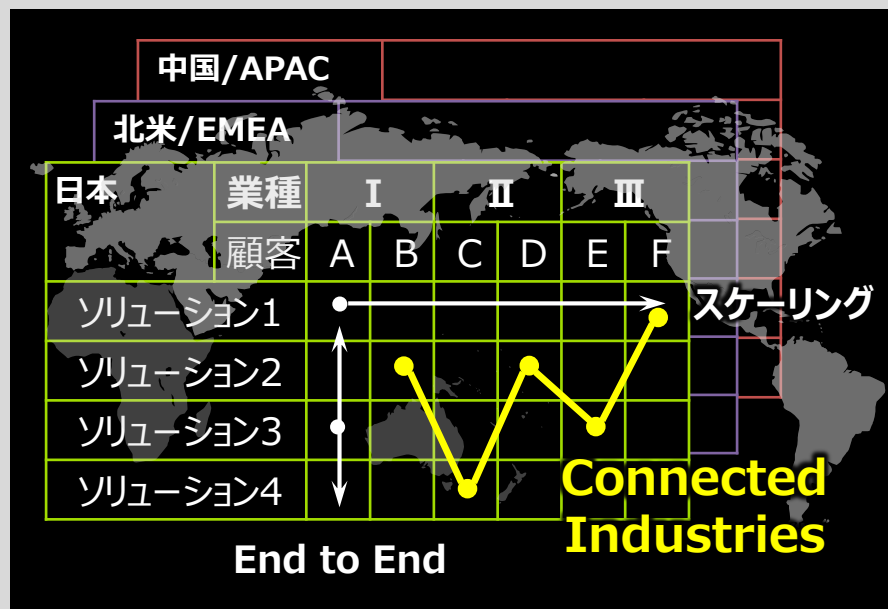 中国/APAC
北米/EMEA
日本 業種 Ⅰ Ⅱ Ⅲ
顧客 A B C D E F
ソリューション1
スケーリング
ソリューション2
ソリューション3
ソリューション4
Connected
Industries
End to End